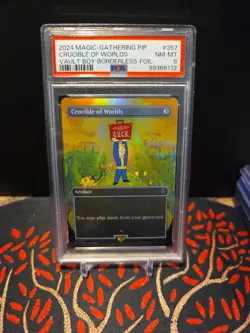 2024 MAGIC-GATHERING PIP #357
CRUCIBLE OF WORLDS NM-MT
VAULT BOY BORDERLESS-FOIL 8
PSA 99366112
Crucible of Worlds
Artifact
You may play lands from your graveyard.